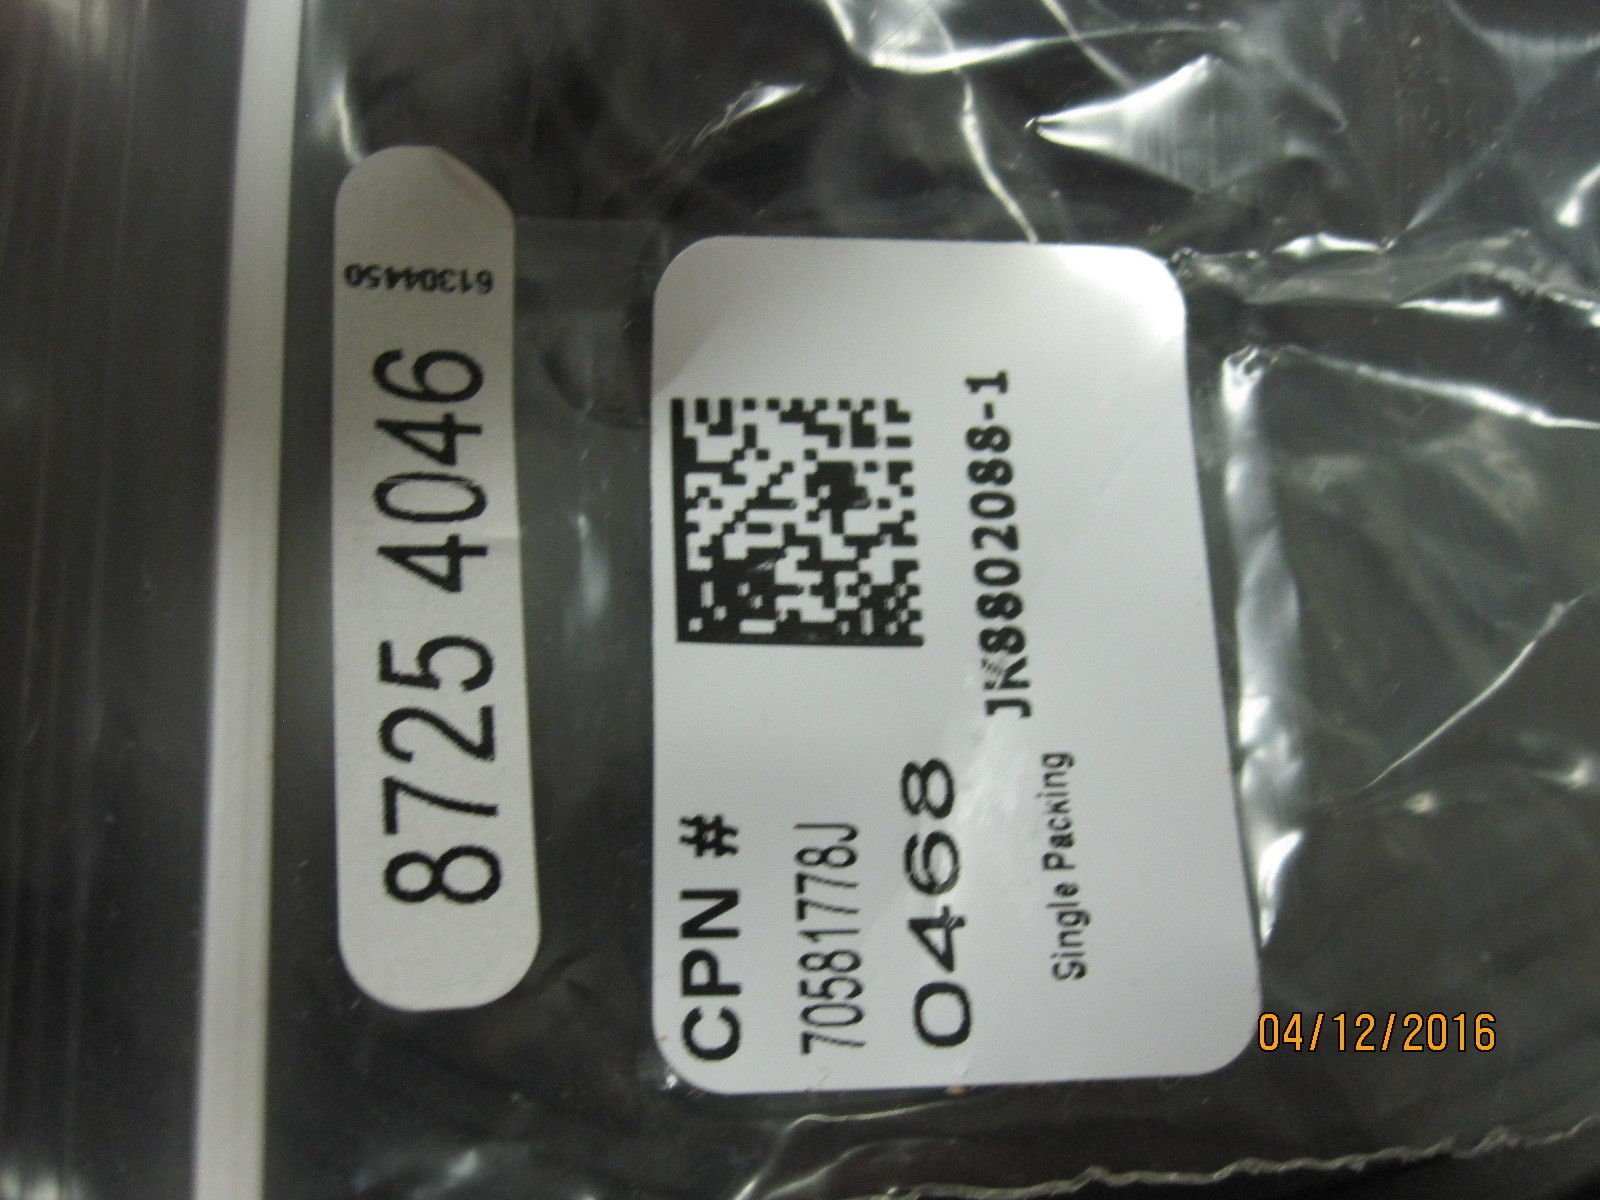 61304450
8725 4046
CPN #
70581778J
0468
JK8802088-1
Single Packing
04/12/2016